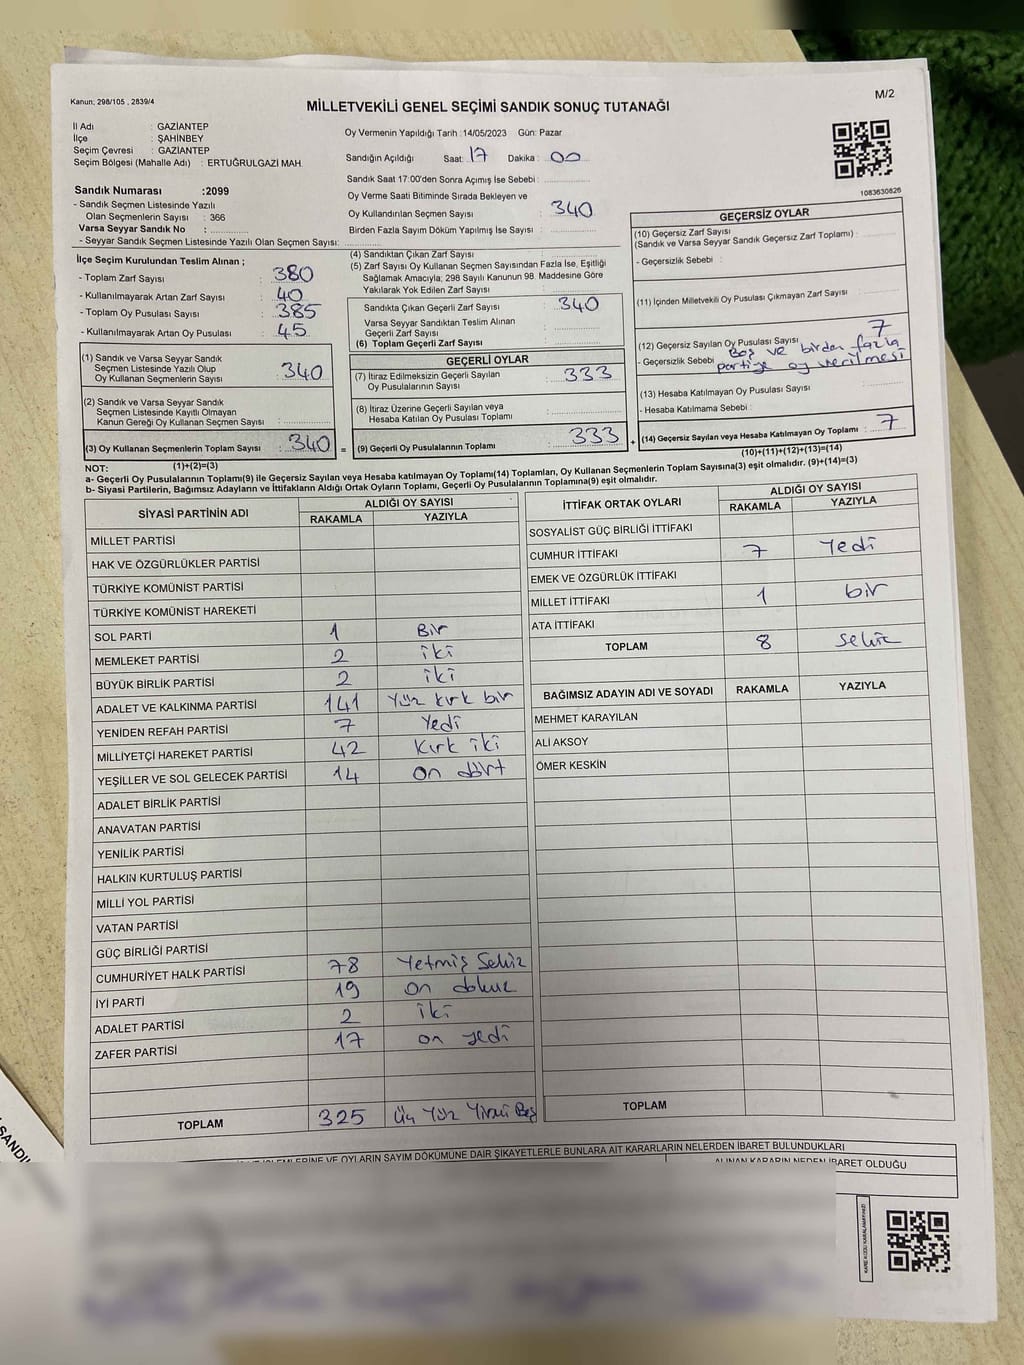 Kanun; 298/105 , 2839/4
MİLLETVEKİLİ GENEL SEÇİMİ SANDIK SONUÇ TUTANAĞI
M/2
İl Adı : GAZİANTEP
İlçe : ŞAHİNBEY
Seçim Çevresi : GAZİANTEP
Seçim Bölgesi (Mahalle Adı) : ERTUĞRULGAZİ MAH.
Oy Vermenin Yapıldığı Tarih :14/05/2023 Gün: Pazar
Sandığın Açıldığı Saat: 17 Dakika : 00
Sandık Saat 17:00'den Sonra Açımış İse Sebebi :
Oy Verme Saati Bitiminde Sırada Bekleyen ve
Oy Kullandırılan Seçmen Sayısı : 340
Birden Fazla Sayım Döküm Yapılmış İse Sayısı :
1083630826
Sandık Numarası :2099
- Sandık Seçmen Listesinde Yazılı
Olan Seçmenlerin Sayısı : 366
Varsa Seyyar Sandık No :
- Seyyar Sandık Seçmen Listesinde Yazılı Olan Seçmen Sayısı:
İlçe Seçim Kurulundan Teslim Alınan ;
- Toplam Zarf Sayısı : 380
- Kullanılmayarak Artan Zarf Sayısı : 40
- Toplam Oy Pusulası Sayısı : 385
- Kullanılmayarak Artan Oy Pusulası : 45
(4) Sandıktan Çıkan Zarf Sayısı :
(5) Zarf Sayısı Oy Kullanan Seçmen Sayısından Fazla İse, Eşitliği
Sağlamak Amacıyla; 298 Sayılı Kanunun 98. Maddesine Göre
Yakılarak Yok Edilen Zarf Sayısı :
Sandıkta Çıkan Geçerli Zarf Sayısı : 340
Varsa Seyyar Sandıktan Teslim Alınan
Geçerli Zarf Sayısı :
(6) Toplam Geçerli Zarf Sayısı :
GEÇERSİZ OYLAR
(10) Geçersiz Zarf Sayısı
(Sandık ve Varsa Seyyar Sandık Geçersiz Zarf Toplamı) :
- Geçersizlik Sebebi :
(11) İçinden Milletvekili Oy Pusulası Çıkmayan Zarf Sayısı :
(12) Geçersiz Sayılan Oy Pusulası Sayısı : 7
- Geçersizlik Sebebi : Boş ve birden fazla
partiye oy verilmesi
(13) Hesaba Katılmayan Oy Pusulası Sayısı :
- Hesaba Katılmama Sebebi :
(14) Geçersiz Sayılan veya Hesaba Katılmayan Oy Toplamı : 7
(10)+(11)+(12)+(13)=(14)
(1) Sandık ve Varsa Seyyar Sandık
Seçmen Listesinde Yazılı Olup
Oy Kullanan Seçmenlerin Sayısı : 340
(2) Sandık ve Varsa Seyyar Sandık
Seçmen Listesinde Kayıtlı Olmayan
Kanun Gereği Oy Kullanan Seçmen Sayısı :
(3) Oy Kullanan Seçmenlerin Toplam Sayısı : 340 =
(1)+(2)=(3)
GEÇERLİ OYLAR
(7) İtiraz Edilmeksizin Geçerli Sayılan
Oy Pusulalarının Sayısı : 333
(8) İtiraz Üzerine Geçerli Sayılan veya
Hesaba Katılan Oy Pusulası Toplamı :
(9) Geçerli Oy Pusulalarının Toplamı : 333 +
NOT:
a- Geçerli Oy Pusulalarının Toplamı(9) ile Geçersiz Sayılan veya Hesaba katılmayan Oy Toplamı(14) Toplamları, Oy Kullanan Seçmenlerin Toplam Sayısına(3) eşit olmalıdır. (9)+(14)=(3)
b- Siyasi Partilerin, Bağımsız Adayların ve İttifakların Aldığı Ortak Oyların Toplamı, Geçerli Oy Pusulalarının Toplamına(9) eşit olmalıdır.
SİYASİ PARTİNİN ADI ALDIĞI OY SAYISI
RAKAMLA YAZIYLA
MİLLET PARTİSİ
HAK VE ÖZGÜRLÜKLER PARTİSİ
TÜRKİYE KOMÜNİST PARTİSİ
TÜRKİYE KOMÜNİST HAREKETİ
SOL PARTİ 1 Bir
MEMLEKET PARTİSİ 2 iki
BÜYÜK BİRLİK PARTİSİ 2 iki
ADALET VE KALKINMA PARTİSİ 141 Yüz kırk bir
YENİDEN REFAH PARTİSİ 7 Yedi
MİLLİYETÇİ HAREKET PARTİSİ 42 Kırk iki
YEŞİLLER VE SOL GELECEK PARTİSİ 14 On dört
ADALET BİRLİK PARTİSİ
ANAVATAN PARTİSİ
YENİLİK PARTİSİ
HALKIN KURTULUŞ PARTİSİ
MİLLİ YOL PARTİSİ
VATAN PARTİSİ
GÜÇ BİRLİĞİ PARTİSİ
CUMHURİYET HALK PARTİSİ 78 Yetmiş Sekiz
İYİ PARTİ 19 on dokuz
ADALET PARTİSİ 2 iki
ZAFER PARTİSİ 17 on yedi
TOPLAM 325 Üç Yüz Yirmi Beş
İTTİFAK ORTAK OYLARI ALDIĞI OY SAYISI
RAKAMLA YAZIYLA
SOSYALİST GÜÇ BİRLİĞİ İTTİFAKI
CUMHUR İTTİFAKI 7 Yedi
EMEK VE ÖZGÜRLÜK İTTİFAKI
MİLLET İTTİFAKI 1 bir
ATA İTTİFAKI
TOPLAM 8 sekiz
BAĞIMSIZ ADAYIN ADI VE SOYADI RAKAMLA YAZIYLA
MEHMET KARAYILAN
ALİ AKSOY
ÖMER KESKİN
TOPLAM
İŞLEMLERİNE VE OYLARIN SAYIM DÖKÜMÜNE DAİR ŞİKAYETLERLE BUNLARA AİT KARARLARIN NELERDEN İBARET BULUNDUKLARI
ALINAN KARARIN NEDEN İBARET OLDUĞU
KARE KODU KARALAMAYINIZ!
SANDI